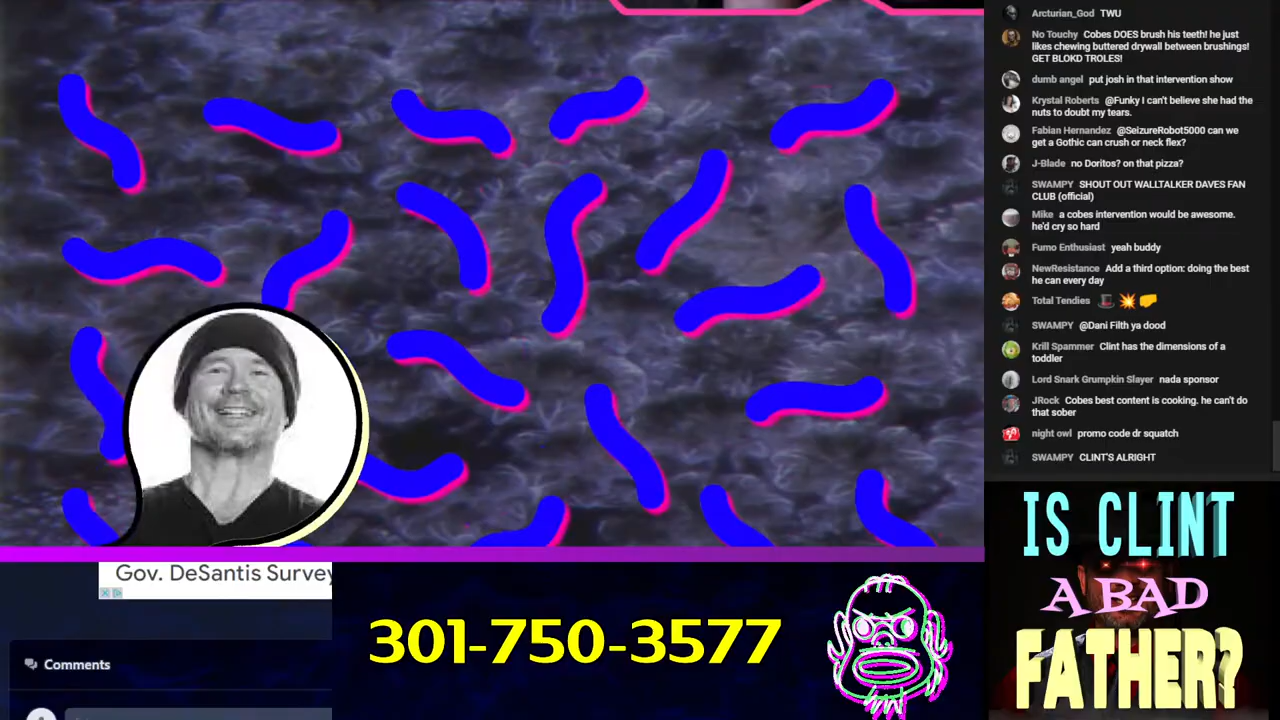 Arcturian_God TWU
No Touchy Cobes DOES brush his teeth! he just
likes chewing buttered drywall between brushings!
GET BLOKD TROLES!
dumb angel put josh in that intervention show
Krystal Roberts @Funky I can't believe she had the
nuts to doubt my tears.
Fabian Hernandez @SeizureRobot5000 can we
get a Gothic can crush or neck flex?
J-Blade no Doritos? on that pizza?
SWAMPY SHOUT OUT WALLTALKER DAVES FAN
CLUB (official)
Mike a cobes intervention would be awesome.
he'd cry so hard
Fumo Enthusiast yeah buddy
NewResistance Add a third option: doing the best
he can every day
Total Tendies
SWAMPY @Dani Filth ya dood
Krill Spammer Clint has the dimensions of a
toddler
Lord Snark Grumpkin Slayer nada sponsor
JRock Cobes best content is cooking. he can't do
that sober
night owl promo code dr squatch
SWAMPY CLINT'S ALRIGHT
Gov. DeSantis Survey
Comments
301-750-3577
IS CLINT
A BAD
FATHER?